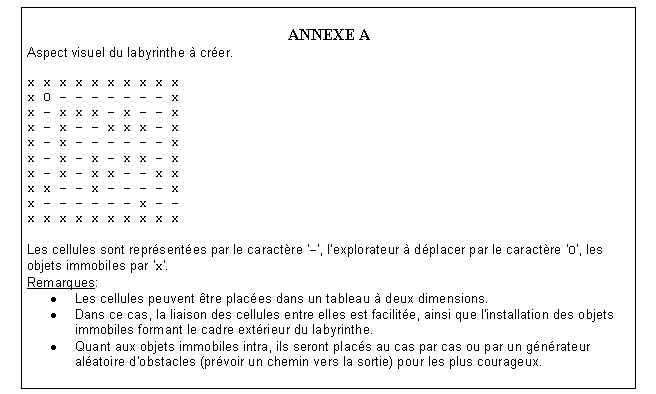 ANNEXE A
Aspect visuel du labyrinthe à créer.
x x x x x x x x x x
x 0 – – – – – – – x
x – x x x – x – – x
x – x – – x x x – x
x – x – – – – – – x
x – x – x – x x – x
x – x – x – – x x x
x x – – x – – – – x
x – – – – – – x – –
x x x x x x x x x x
Les cellules sont représentées par le caractère '–', l'explorateur à déplacer par le caractère '0', les
objets immobiles par 'x'.
Remarques:
• Les cellules peuvent être placées dans un tableau à deux dimensions.
• Dans ce cas, la liaison des cellules entre elles est facilitée, ainsi que l'installation des objets
immobiles formant le cadre extérieur du labyrinthe.
• Quant aux objets immobiles intra, ils seront placés au cas par cas ou par un générateur
aléatoire d'obstacles (prévoir un chemin vers la sortie) pour les plus courageux.